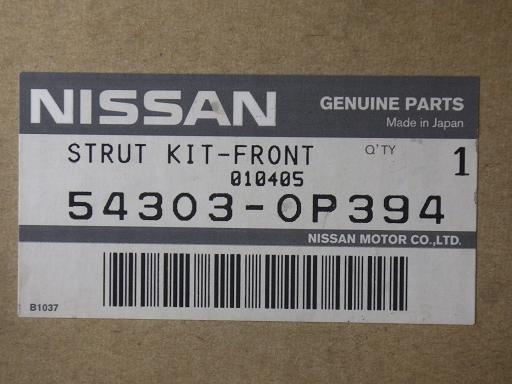 NISSAN GENUINE PARTS
Made in Japan
STRUT KIT-FRONT Q'TY 1
010405
54303-0P394
NISSAN MOTOR CO.,LTD.
B1037